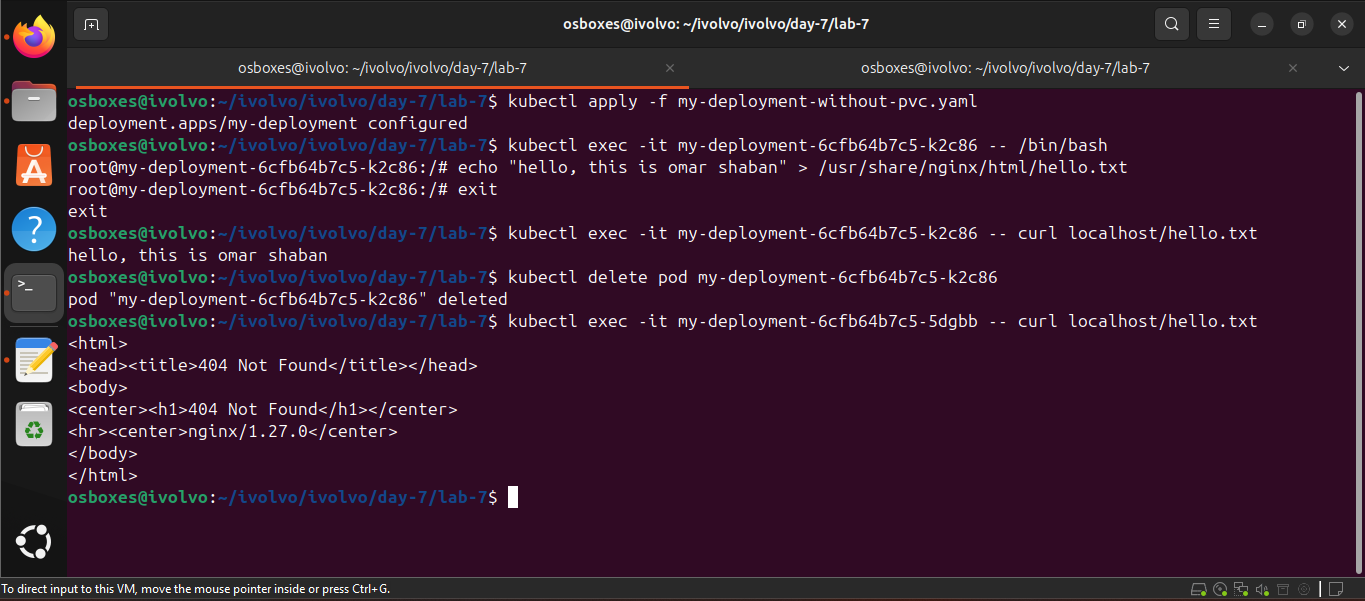 osboxes@ivolvo: ~/ivolvo/ivolvo/day-7/lab-7
osboxes@ivolvo: ~/ivolvo/ivolvo/day-7/lab-7
osboxes@ivolvo: ~/ivolvo/ivolvo/day-7/lab-7
osboxes@ivolvo:~/ivolvo/ivolvo/day-7/lab-7$ kubectl apply -f my-deployment-without-pvc.yaml
deployment.apps/my-deployment configured
osboxes@ivolvo:~/ivolvo/ivolvo/day-7/lab-7$ kubectl exec -it my-deployment-6cfb64b7c5-k2c86 -- /bin/bash
root@my-deployment-6cfb64b7c5-k2c86:/# echo "hello, this is omar shaban" > /usr/share/nginx/html/hello.txt
root@my-deployment-6cfb64b7c5-k2c86:/# exit
exit
osboxes@ivolvo:~/ivolvo/ivolvo/day-7/lab-7$ kubectl exec -it my-deployment-6cfb64b7c5-k2c86 -- curl localhost/hello.txt
hello, this is omar shaban
osboxes@ivolvo:~/ivolvo/ivolvo/day-7/lab-7$ kubectl delete pod my-deployment-6cfb64b7c5-k2c86
pod "my-deployment-6cfb64b7c5-k2c86" deleted
osboxes@ivolvo:~/ivolvo/ivolvo/day-7/lab-7$ kubectl exec -it my-deployment-6cfb64b7c5-5dgbb -- curl localhost/hello.txt
<html>
<head><title>404 Not Found</title></head>
<body>
<center><h1>404 Not Found</h1></center>
<hr><center>nginx/1.27.0</center>
</body>
</html>
osboxes@ivolvo:~/ivolvo/ivolvo/day-7/lab-7$
To direct input to this VM, move the mouse pointer inside or press Ctrl+G.